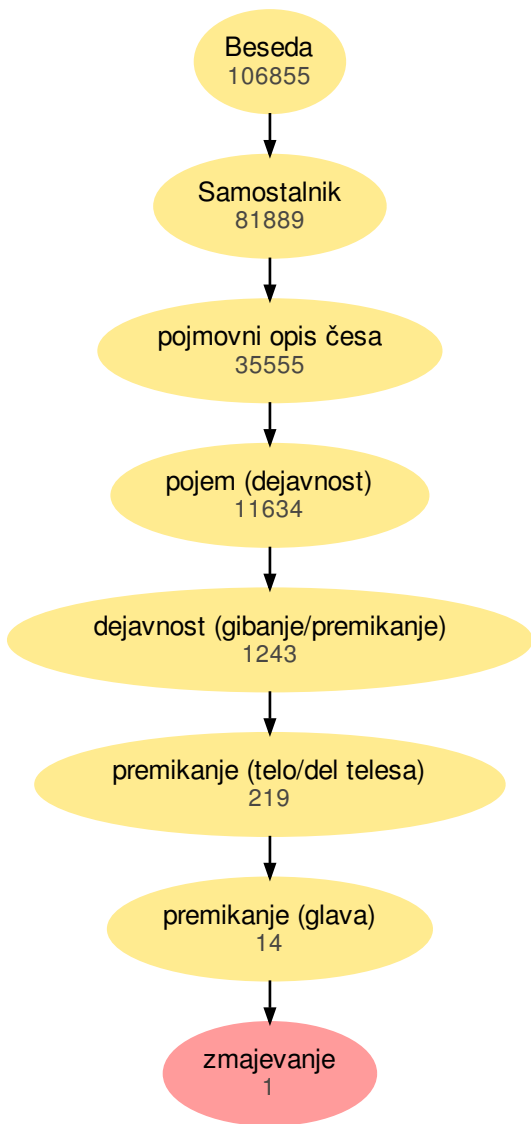 Beseda
106855
Samostalnik
81889
pojmovni opis česa
35555
pojem (dejavnost)
11634
dejavnost (gibanje/premikanje)
1243
premikanje (telo/del telesa)
219
premikanje (glava)
14
zmajevanje
1